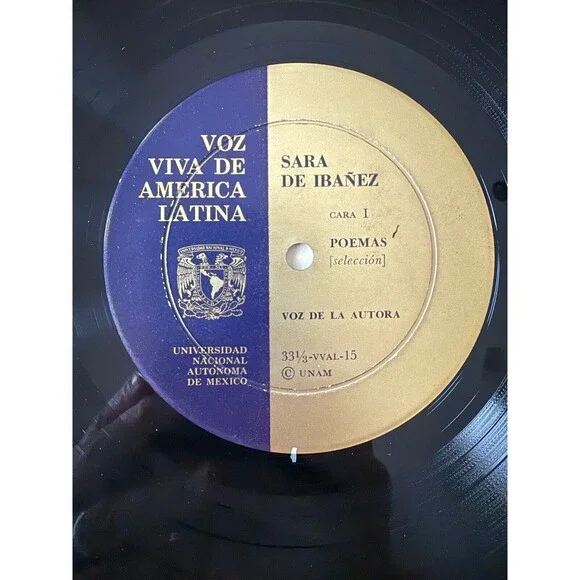 VOZ
VIVA DE
AMERICA
LATINA
UNIVERSIDAD
NACIONAL
AUTÓNOMA
DE MEXICO
SARA
DE IBAÑEZ
CARA I
POEMAS
[selección]
VOZ DE LA AUTORA
33⅓-VVAL-15
© UNAM